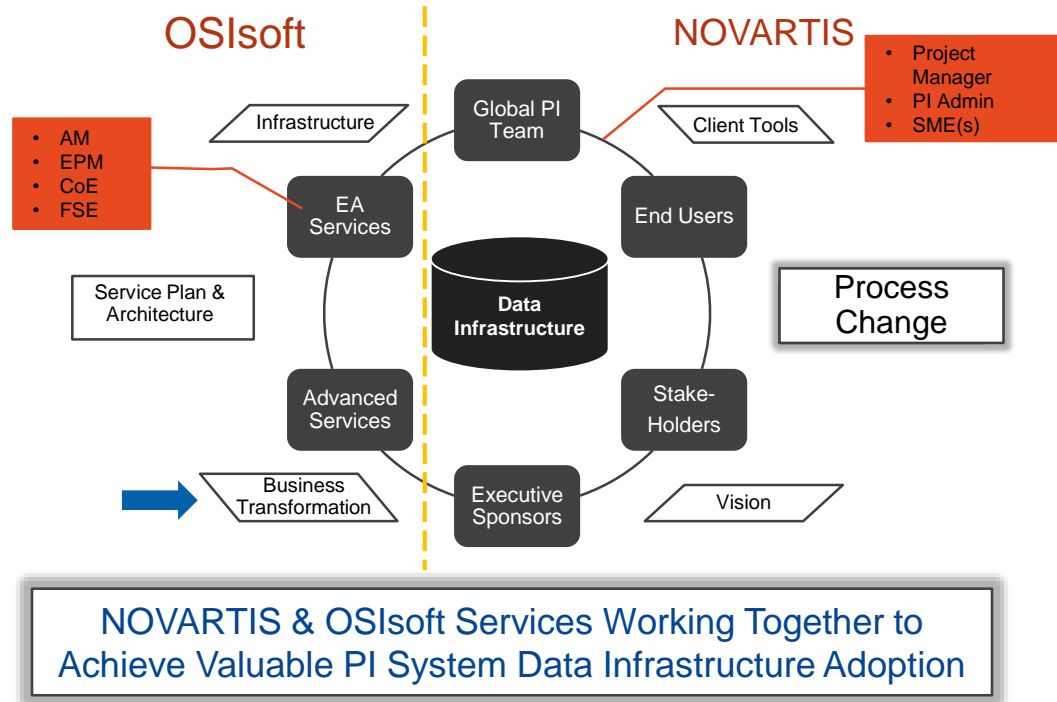 OSIsoft
NOVARTIS
• Project
Manager
• PI Admin
• SME(s)
Infrastructure
Global PI
Team
Client Tools
• AM
• EPM
• CoE
• FSE
EA
Services
End Users
Service Plan &
Architecture
Data
Infrastructure
Process
Change
Advanced
Services
Stake-
Holders
Business
Transformation
Executive
Sponsors
Vision
NOVARTIS & OSIsoft Services Working Together to
Achieve Valuable PI System Data Infrastructure Adoption